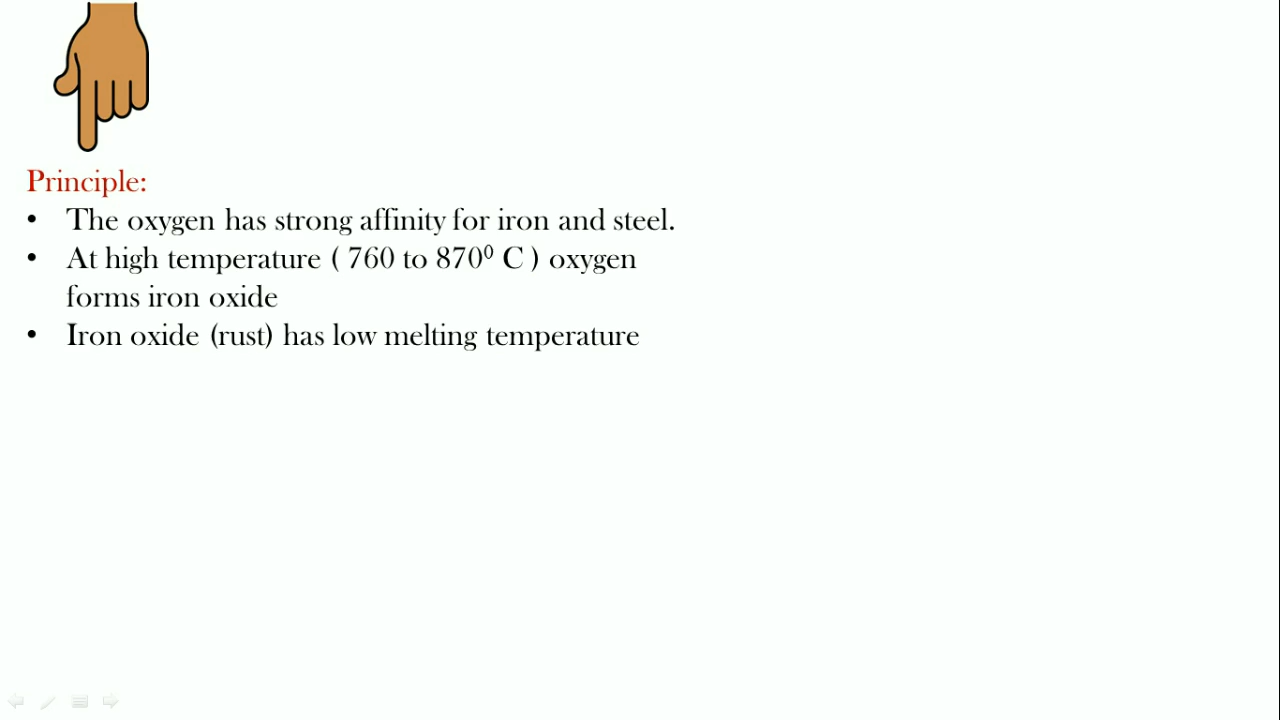 Principle:
• The oxygen has strong affinity for iron and steel.
• At high temperature ( 760 to 870⁰ C ) oxygen
forms iron oxide
• Iron oxide (rust) has low melting temperature